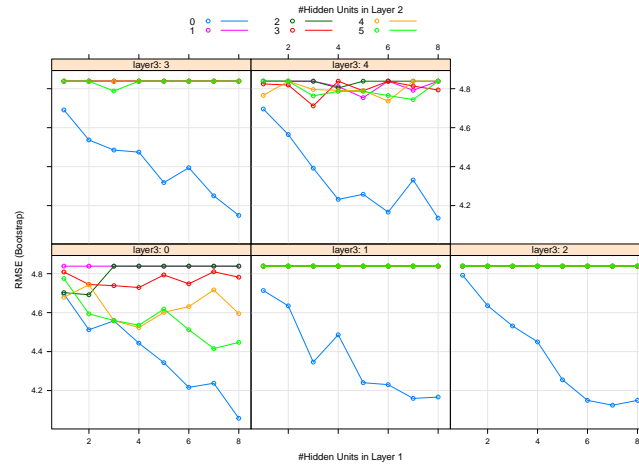 #Hidden Units in Layer 2
0 2 4
1 3 5
2 4 6 8
layer3: 3 layer3: 4
4.8
4.6
4.4
4.2
layer3: 0 layer3: 1 layer3: 2
4.8
4.6
4.4
4.2
RMSE (Bootstrap)
2 4 6 8 2 4 6 8
#Hidden Units in Layer 1